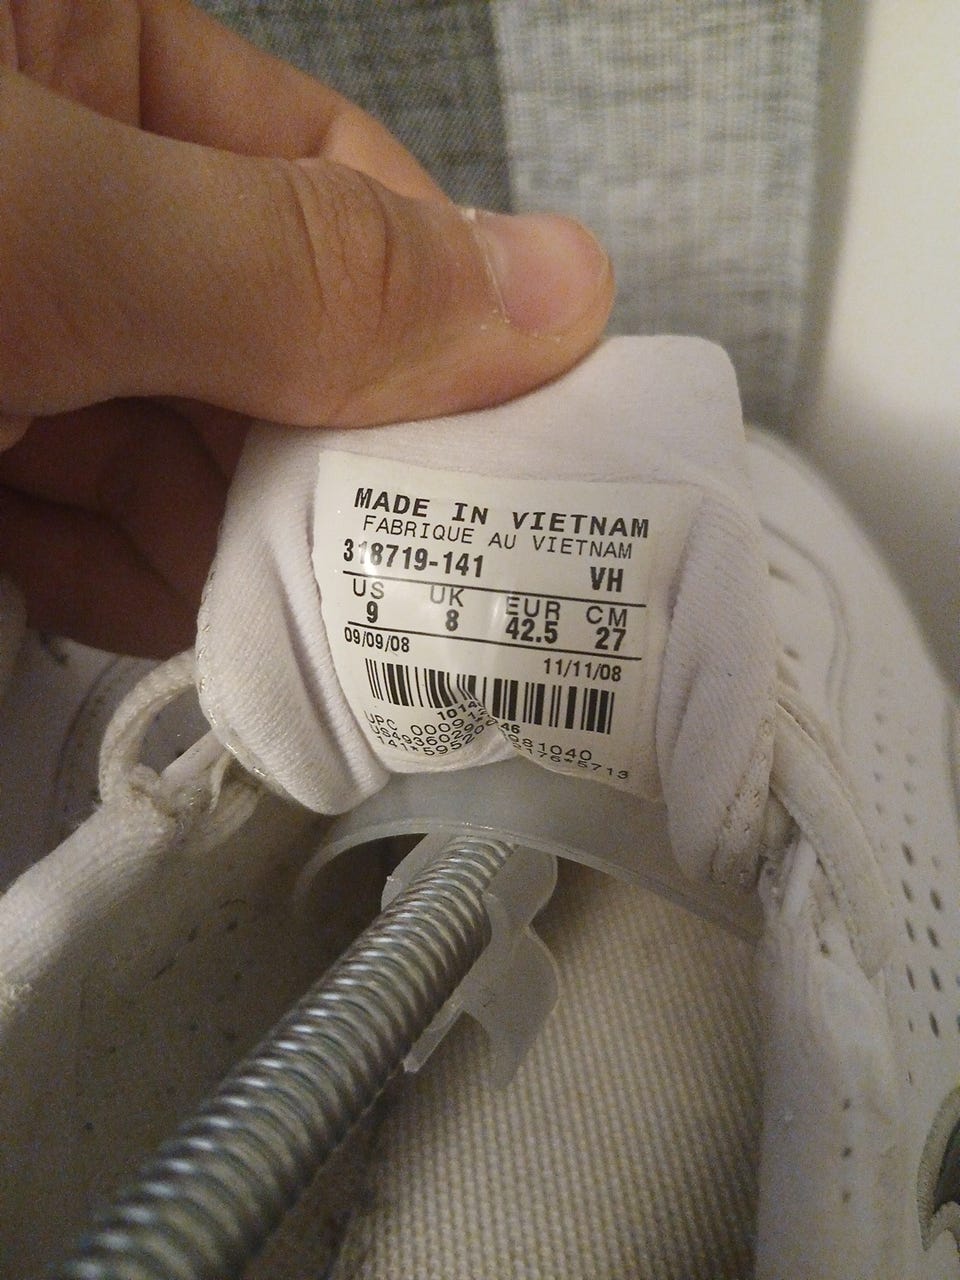 MADE IN VIETNAM
FABRIQUE AU VIETNAM
318719-141 VH
US UK EUR CM
9 8 42.5 27
09/09/08 11/11/08
UPC